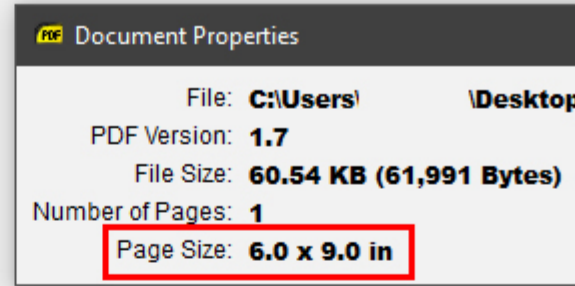 PDF Document Properties
File: C:\Users\ \Desktop
PDF Version: 1.7
File Size: 60.54 KB (61,991 Bytes)
Number of Pages: 1
Page Size: 6.0 x 9.0 in